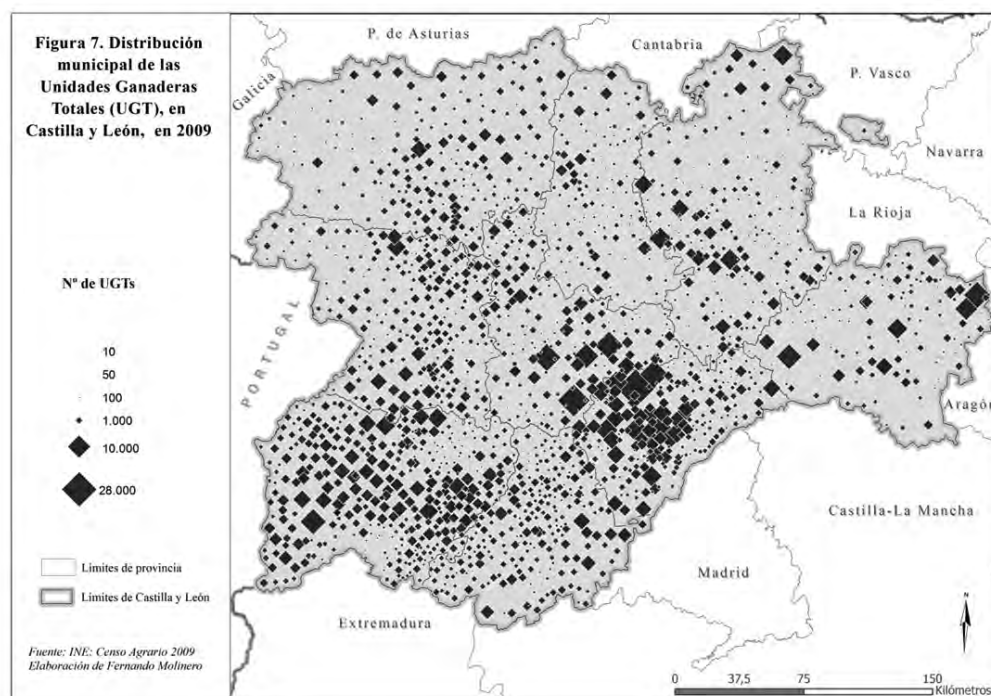 Figura 7. Distribución
municipal de las
Unidades Ganaderas
Totales (UGT), en
Castilla y León, en 2009
Nº de UGTs
10
50
100
1.000
10.000
28.000
Limites de provincia
Limites de Castilla y León
Fuente: INE: Censo Agrario 2009
Elaboración de Fernando Molinero
P. de Asturias
Cantabria
Galicia
P. Vasco
Navarra
La Rioja
PORTUGAL
Aragón
Castilla-La Mancha
Madrid
Extremadura
N
0 37,5 75 150
Kilómetros